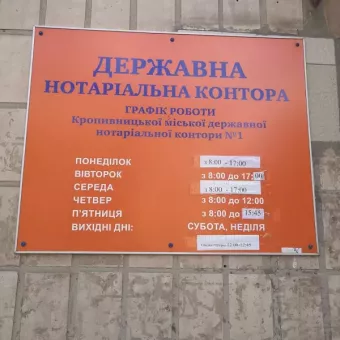 ДЕРЖАВНА
НОТАРІАЛЬНА КОНТОРА
ГРАФІК РОБОТИ
Кропивницької міської державної
нотаріальної контори №1
ПОНЕДІЛОК з 8:00 -17:00
ВІВТОРОК з 8:00 до 17:00
СЕРЕДА з 8:00 - 17:00
ЧЕТВЕР з 8:00 до 12:00
П'ЯТНИЦЯ з 8:00 до 15:45
ВИХІДНІ ДНІ: СУБОТА, НЕДІЛЯ